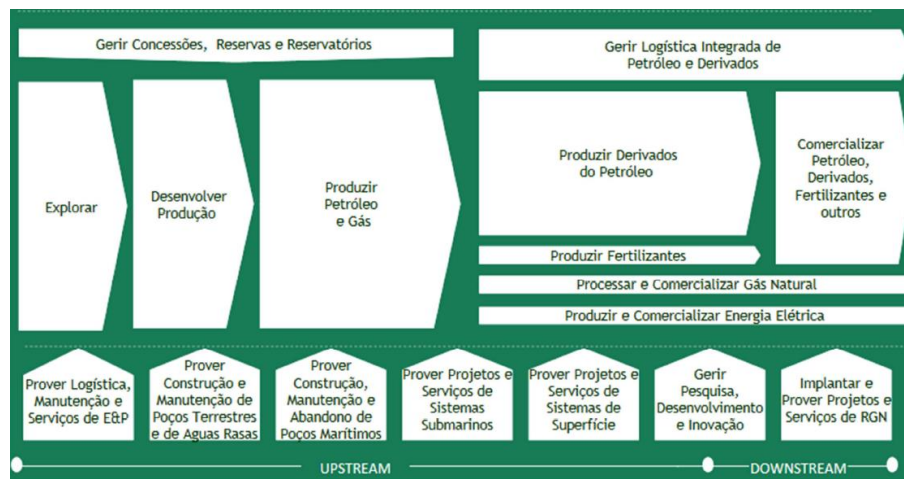 Gerir Concessões, Reservas e Reservatórios
Gerir Logística Integrada de
Petróleo e Derivados
Explorar
Desenvolver
Produção
Produzir
Petróleo
e Gás
Produzir Derivados
do Petróleo
Comercializar
Petróleo,
Derivados,
Fertilizantes e
outros
Produzir Fertilizantes
Processar e Comercializar Gás Natural
Produzir e Comercializar Energia Elétrica
Prover Logística,
Manutenção e
Serviços de E&P
Prover
Construção e
Manutenção de
Poços Terrestres
e de Aguas Rasas
Prover
Construção,
Manutenção e
Abandono de
Poços Marítimos
Prover Projetos e
Serviços de
Sistemas
Submarinos
Prover Projetos e
Serviços de
Sistemas de
Superfície
Gerir
Pesquisa,
Desenvolvimento
e Inovação
Implantar e
Prover Projetos e
Serviços de RGN
UPSTREAM
DOWNSTREAM